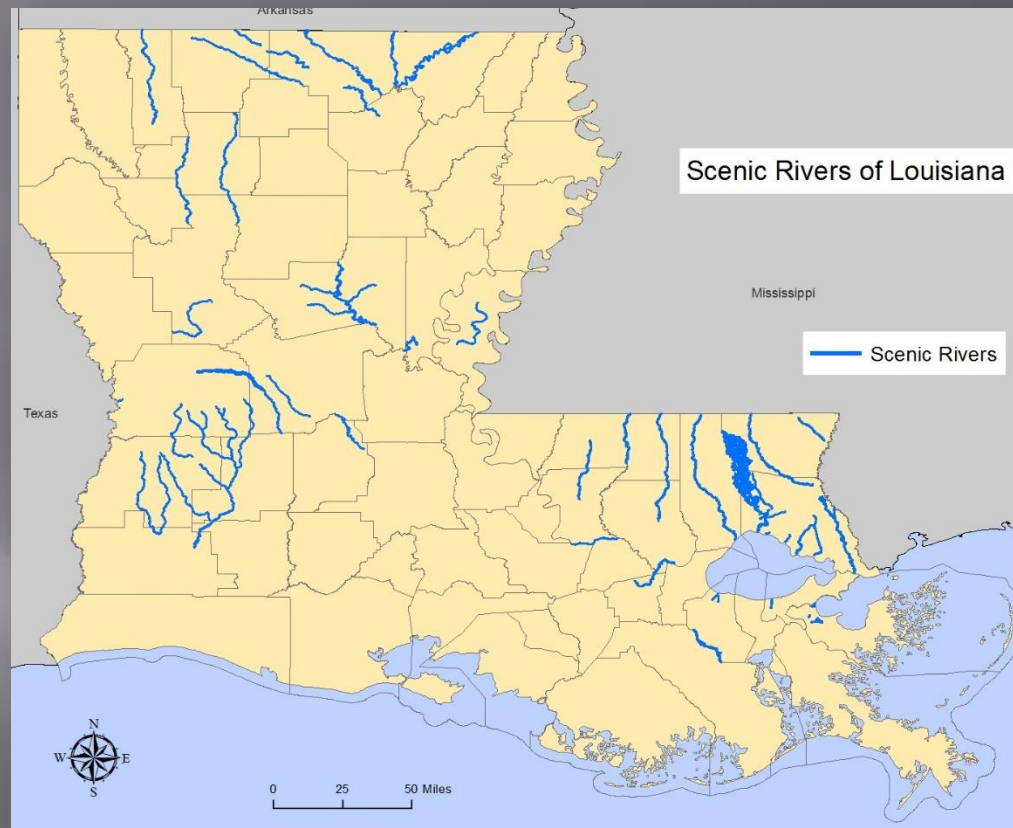 Arkansas
Scenic Rivers of Louisiana
Mississippi
Scenic Rivers
Texas
N
W E
S
0 25 50 Miles